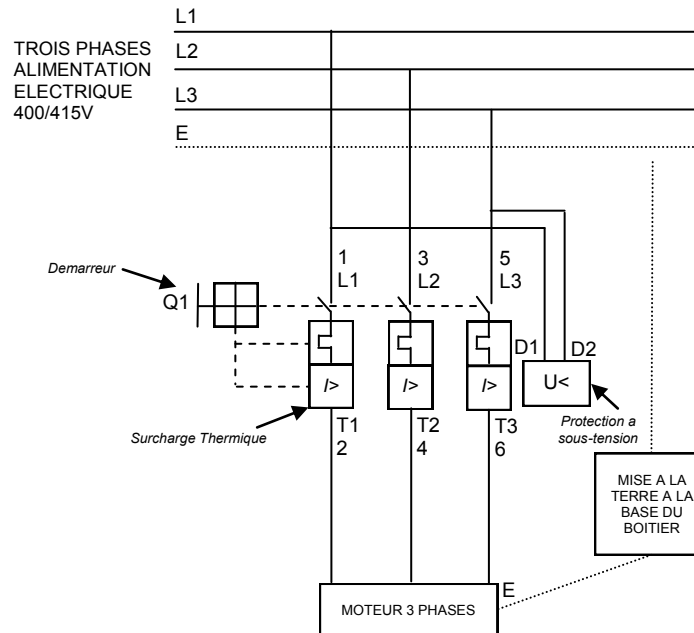 L1
TROIS PHASES
ALIMENTATION
ELECTRIQUE
400/415V
L2
L3
E
1
L1
3
L2
5
L3
Demarreur
Q1
D1
D2
I>
I>
I>
U<
Surcharge Thermique
T1
2
T2
4
T3
6
Protection a
sous-tension
MISE A LA
TERRE A LA
BASE DU
BOITIER
E
MOTEUR 3 PHASES